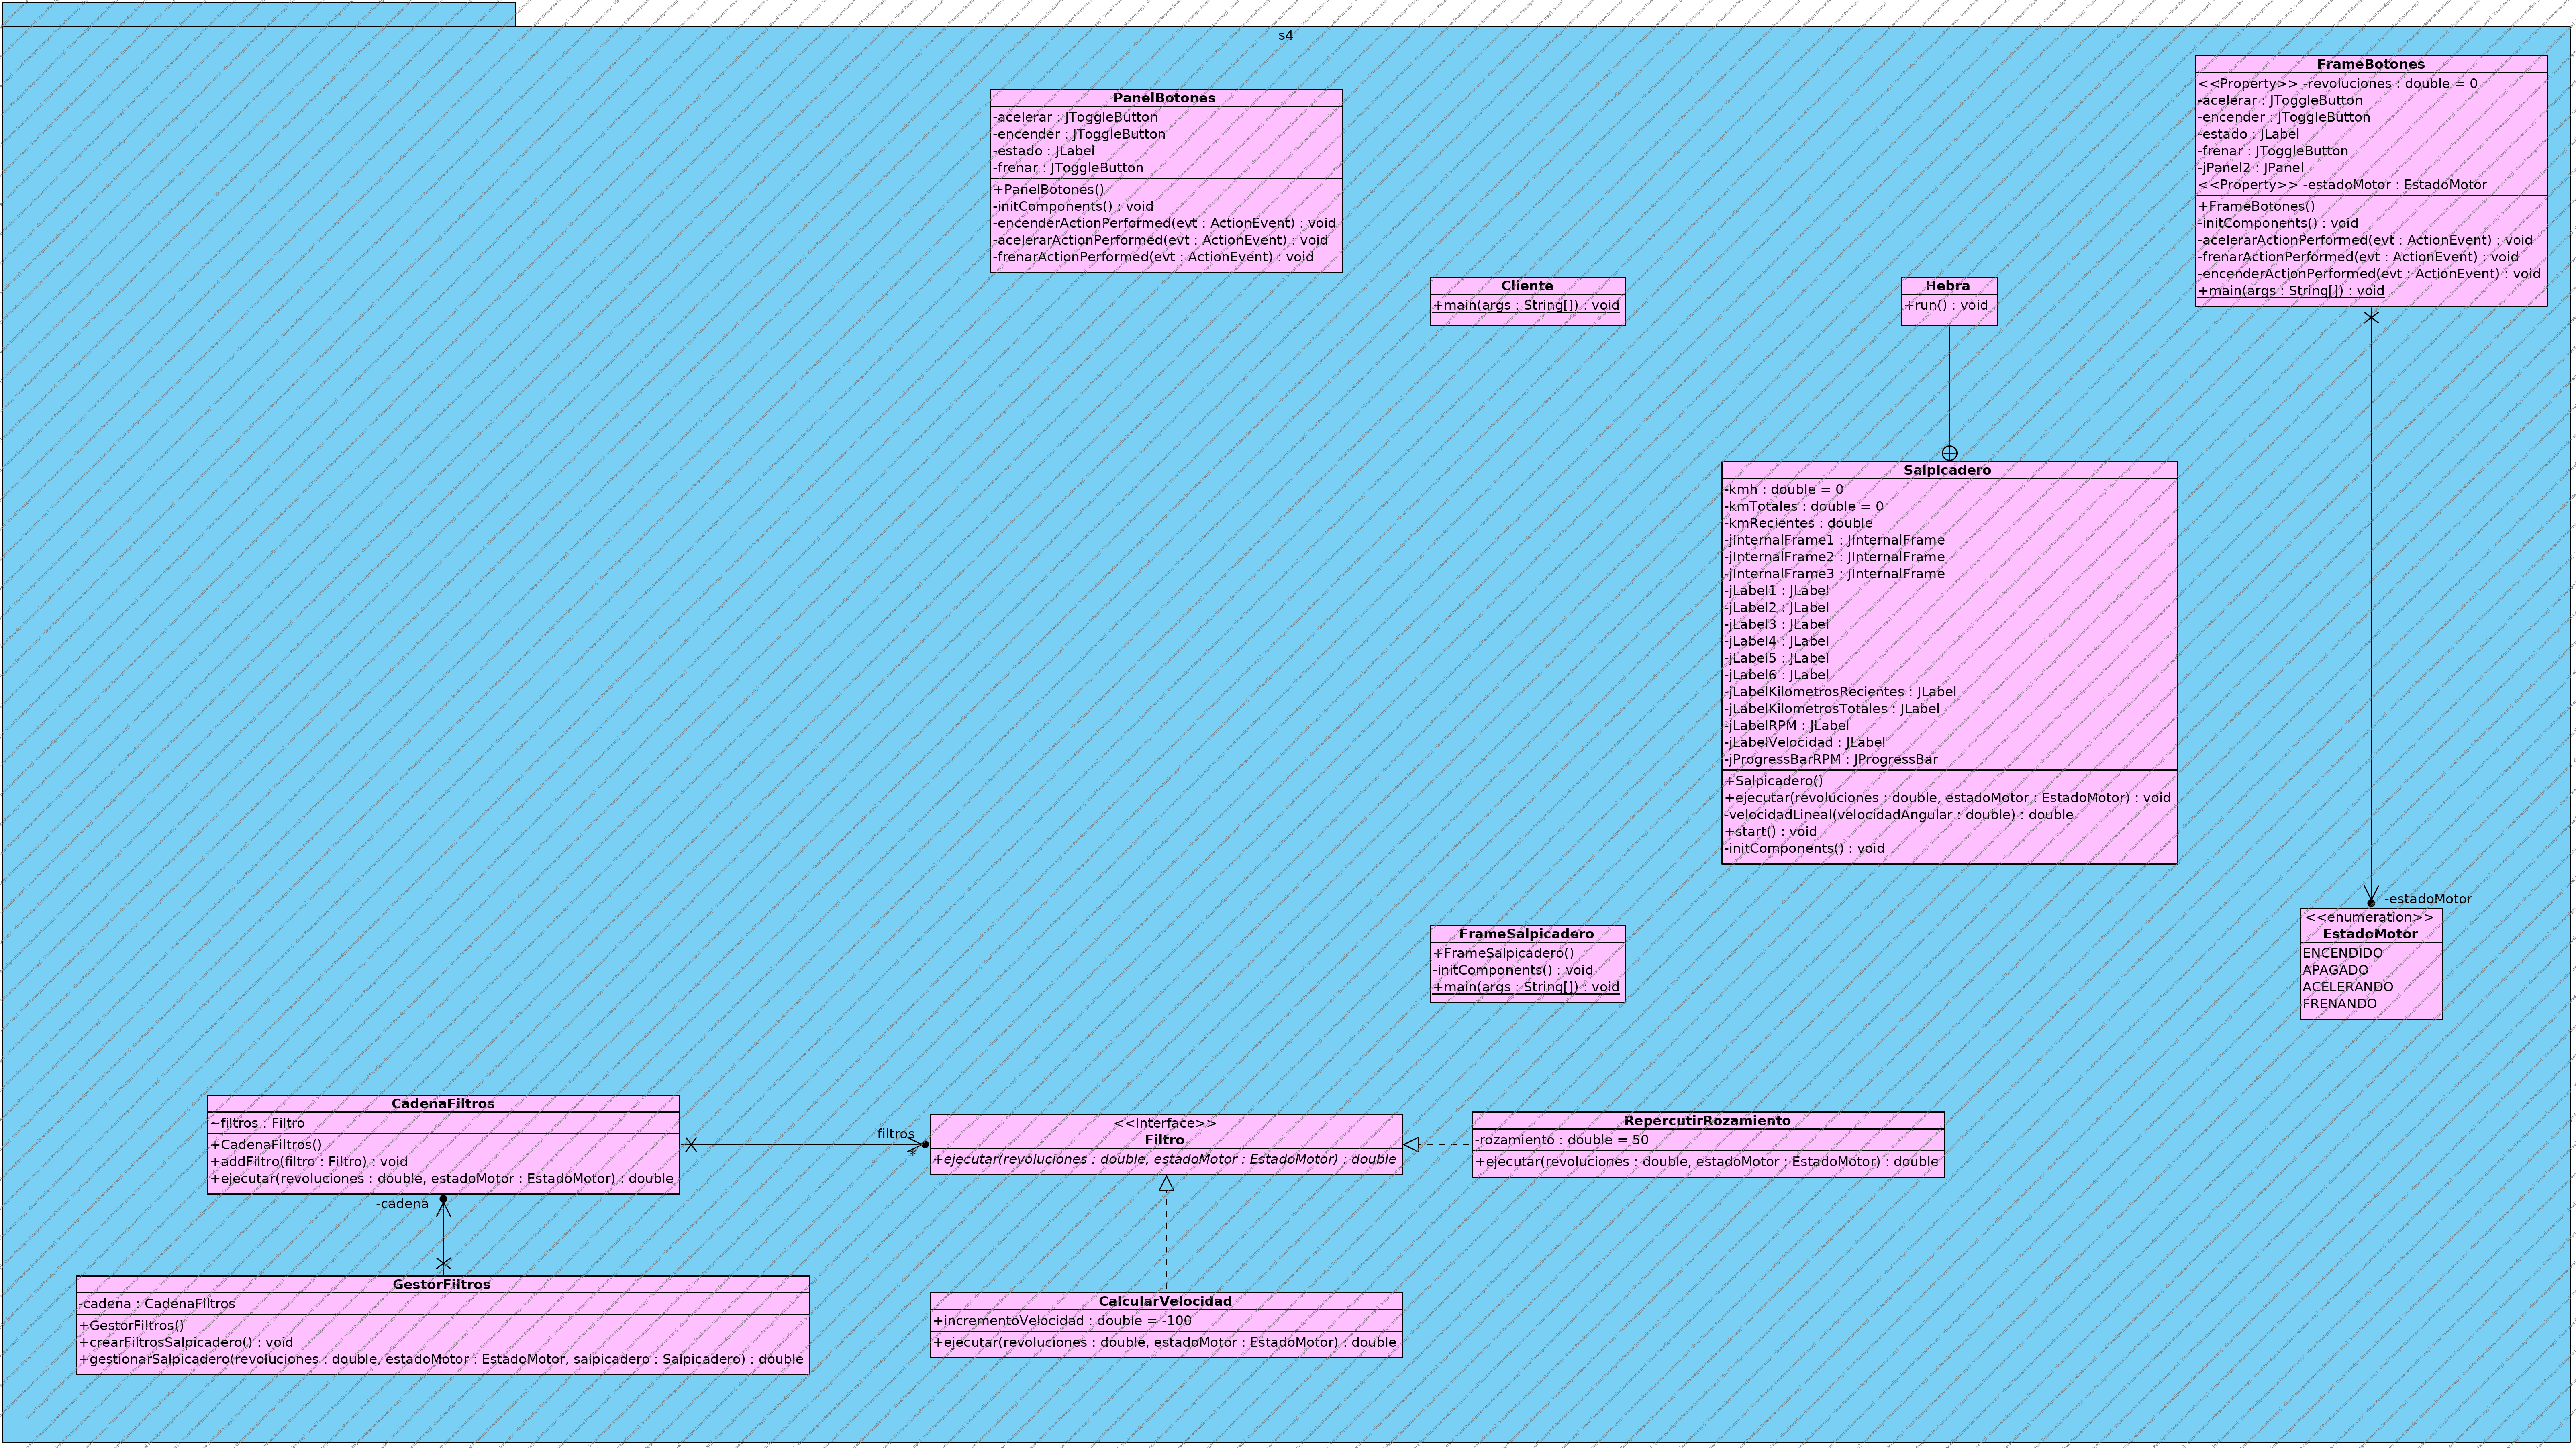 s4
PanelBotones
-acelerar : JToggleButton
-encender : JToggleButton
-estado : JLabel
-frenar : JToggleButton
+PanelBotones()
-initComponents() : void
-encenderActionPerformed(evt : ActionEvent) : void
-acelerarActionPerformed(evt : ActionEvent) : void
-frenarActionPerformed(evt : ActionEvent) : void
FrameBotones
<<Property>> -revoluciones : double = 0
-acelerar : JToggleButton
-encender : JToggleButton
-estado : JLabel
-frenar : JToggleButton
-jPanel2 : JPanel
<<Property>> -estadoMotor : EstadoMotor
+FrameBotones()
-initComponents() : void
-acelerarActionPerformed(evt : ActionEvent) : void
-frenarActionPerformed(evt : ActionEvent) : void
-encenderActionPerformed(evt : ActionEvent) : void
+main(args : String[]) : void
Cliente
+main(args : String[]) : void
Hebra
+run() : void
Salpicadero
-kmh : double = 0
-kmTotales : double = 0
-kmRecientes : double
-jInternalFrame1 : JInternalFrame
-jInternalFrame2 : JInternalFrame
-jInternalFrame3 : JInternalFrame
-jLabel1 : JLabel
-jLabel2 : JLabel
-jLabel3 : JLabel
-jLabel4 : JLabel
-jLabel5 : JLabel
-jLabel6 : JLabel
-jLabelKilometrosRecientes : JLabel
-jLabelKilometrosTotales : JLabel
-jLabelRPM : JLabel
-jLabelVelocidad : JLabel
-jProgressBarRPM : JProgressBar
+Salpicadero()
+ejecutar(revoluciones : double, estadoMotor : EstadoMotor) : void
-velocidadLineal(velocidadAngular : double) : double
+start() : void
-initComponents() : void
-estadoMotor
<<enumeration>>
EstadoMotor
ENCENDIDO
APAGADO
ACELERANDO
FRENANDO
FrameSalpicadero
+FrameSalpicadero()
-initComponents() : void
+main(args : String[]) : void
CadenaFiltros
~filtros : Filtro
+CadenaFiltros()
+addFiltro(filtro : Filtro) : void
+ejecutar(revoluciones : double, estadoMotor : EstadoMotor) : double
filtros
*
<<Interface>>
Filtro
+ejecutar(revoluciones : double, estadoMotor : EstadoMotor) : double
RepercutirRozamiento
-rozamiento : double = 50
+ejecutar(revoluciones : double, estadoMotor : EstadoMotor) : double
-cadena
GestorFiltros
-cadena : CadenaFiltros
+GestorFiltros()
+crearFiltrosSalpicadero() : void
+gestionarSalpicadero(revoluciones : double, estadoMotor : EstadoMotor, salpicadero : Salpicadero) : double
CalcularVelocidad
+incrementoVelocidad : double = -100
+ejecutar(revoluciones : double, estadoMotor : EstadoMotor) : double